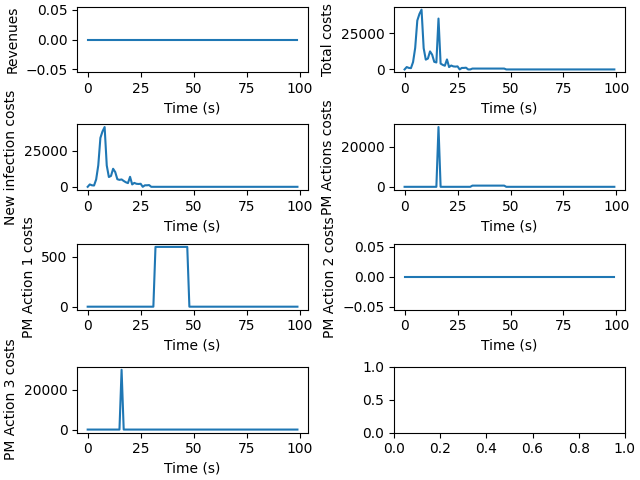 Revenues
0.05
0.00
−0.05
0 25 50 75 100
Time (s)
Total costs
25000
0
0 25 50 75 100
Time (s)
New infection costs
25000
0
0 25 50 75 100
Time (s)
PM Actions costs
20000
0
0 25 50 75 100
Time (s)
PM Action 1 costs
500
0
0 25 50 75 100
Time (s)
PM Action 2 costs
0.05
0.00
−0.05
0 25 50 75 100
Time (s)
PM Action 3 costs
20000
0
0 25 50 75 100
Time (s)
1.0
0.5
0.0
0.0 0.2 0.4 0.6 0.8 1.0